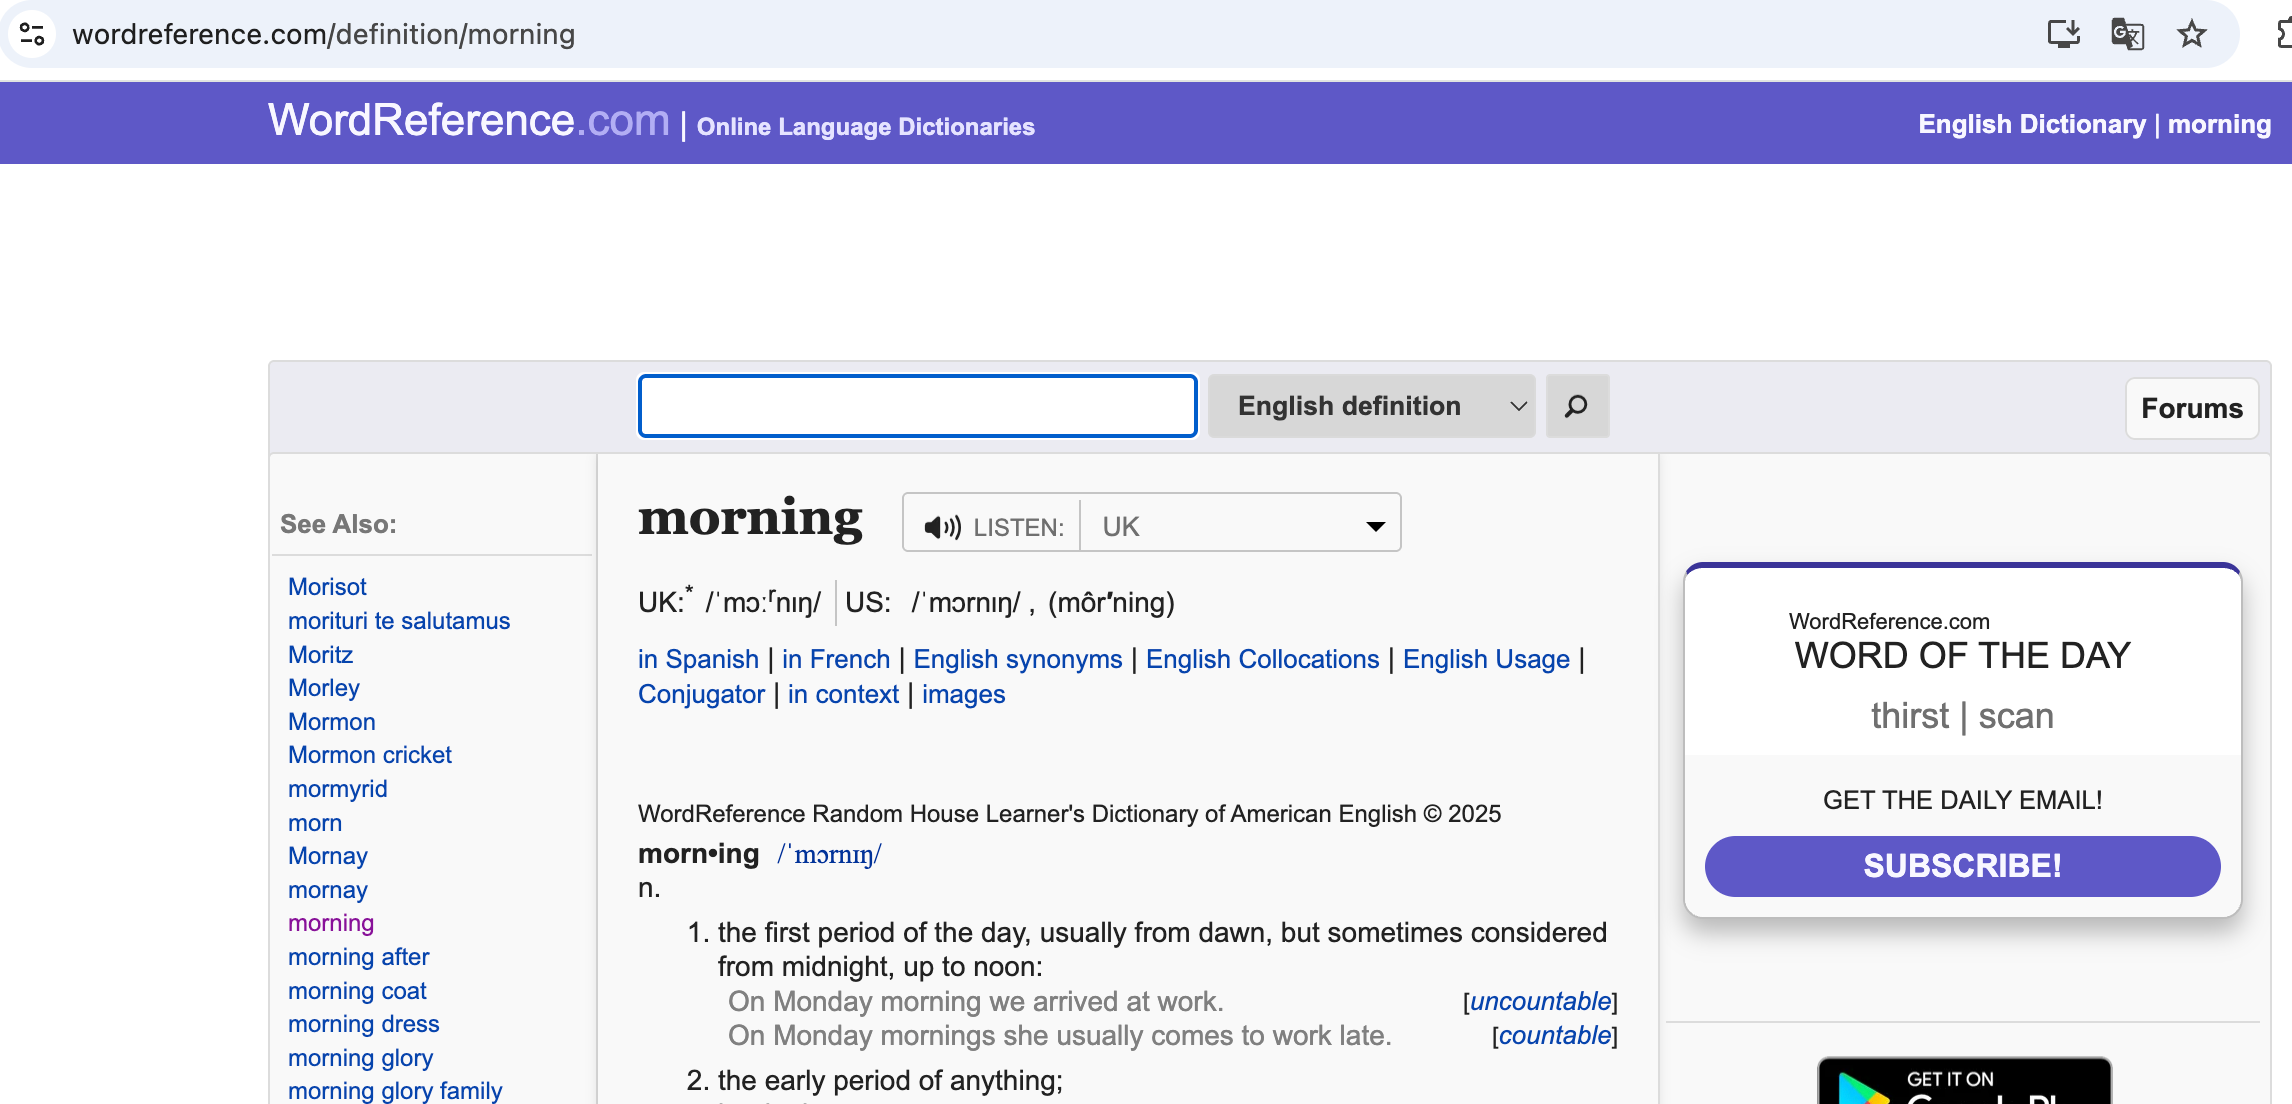 wordreference.com/definition/morning
WordReference.com | Online Language Dictionaries
English Dictionary | morning
English definition
Forums
See Also:
Morisot
morituri te salutamus
Moritz
Morley
Mormon
Mormon cricket
mormyrid
morn
Mornay
mornay
morning
morning after
morning coat
morning dress
morning glory
morning glory family
morning
LISTEN: UK
UK:* /ˈmɔːʳnɪŋ/ US: /ˈmɔrnɪŋ/ , (môr′ning)
in Spanish | in French | English synonyms | English Collocations | English Usage |
Conjugator | in context | images
WordReference Random House Learner's Dictionary of American English © 2025
morn•ing /ˈmɔrnɪŋ/
n.
1. the first period of the day, usually from dawn, but sometimes considered
from midnight, up to noon:
On Monday morning we arrived at work. [uncountable]
On Monday mornings she usually comes to work late. [countable]
2. the early period of anything;
WordReference.com
WORD OF THE DAY
thirst | scan
GET THE DAILY EMAIL!
SUBSCRIBE!
GET IT ON